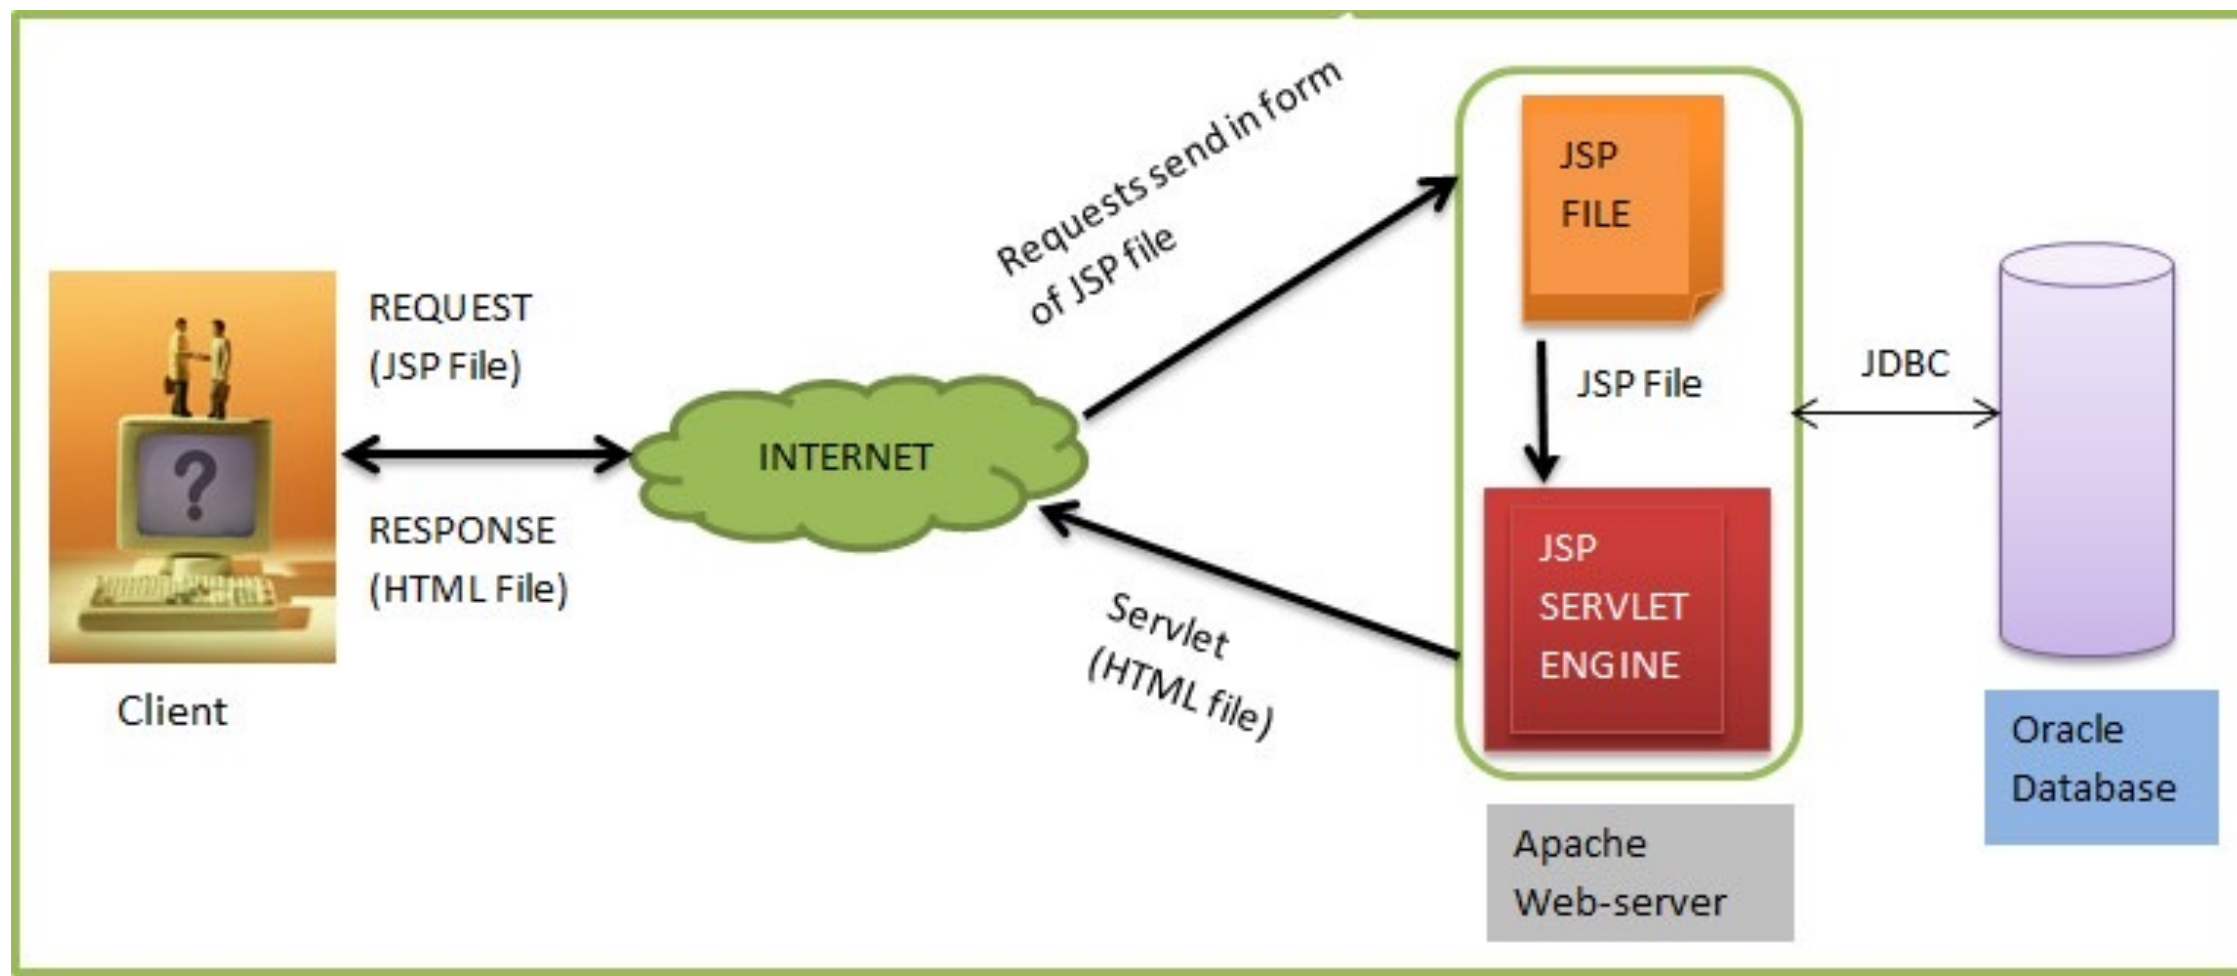 REQUEST
(JSP File)
RESPONSE
(HTML File)
Client
INTERNET
Requests send in form
of JSP file
Servlet
(HTML file)
JSP
FILE
JSP File
JSP
SERVLET
ENGINE
Apache
Web-server
JDBC
Oracle
Database
?